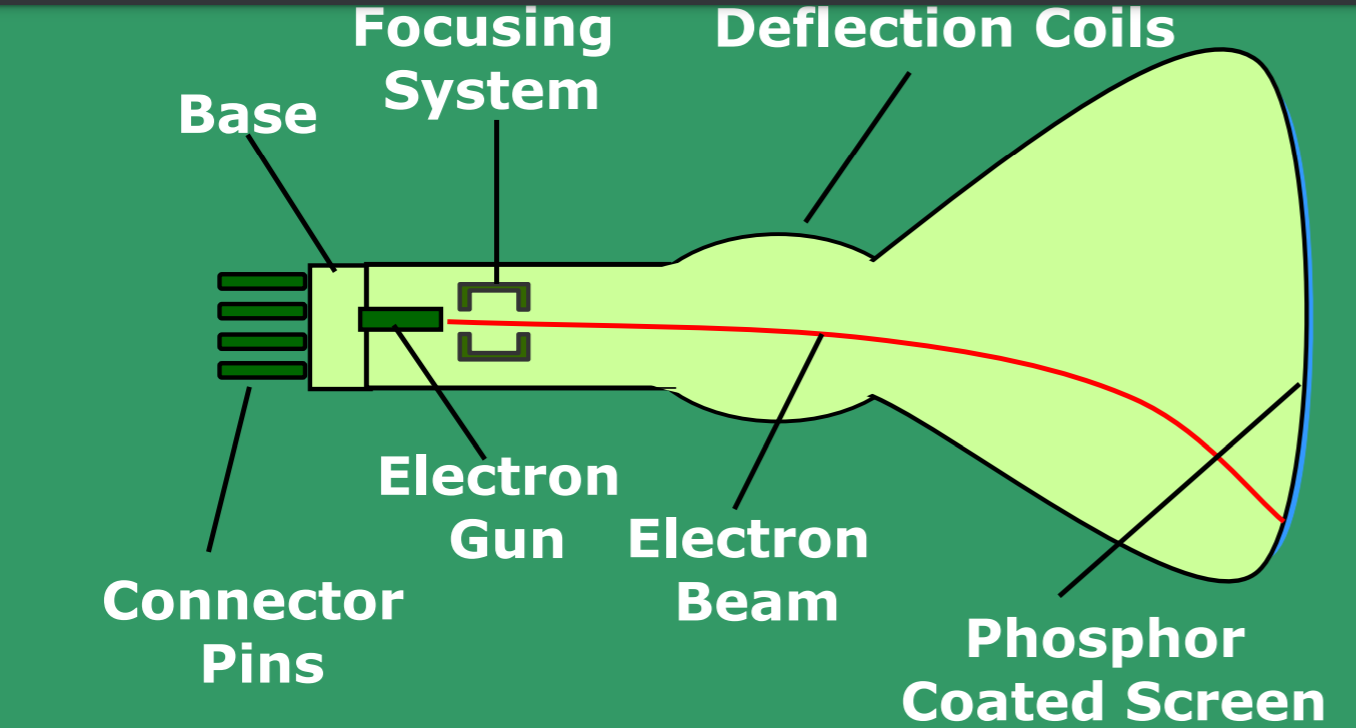 Focusing
System
Deflection Coils
Base
Electron
Gun
Electron
Beam
Connector
Pins
Phosphor
Coated Screen